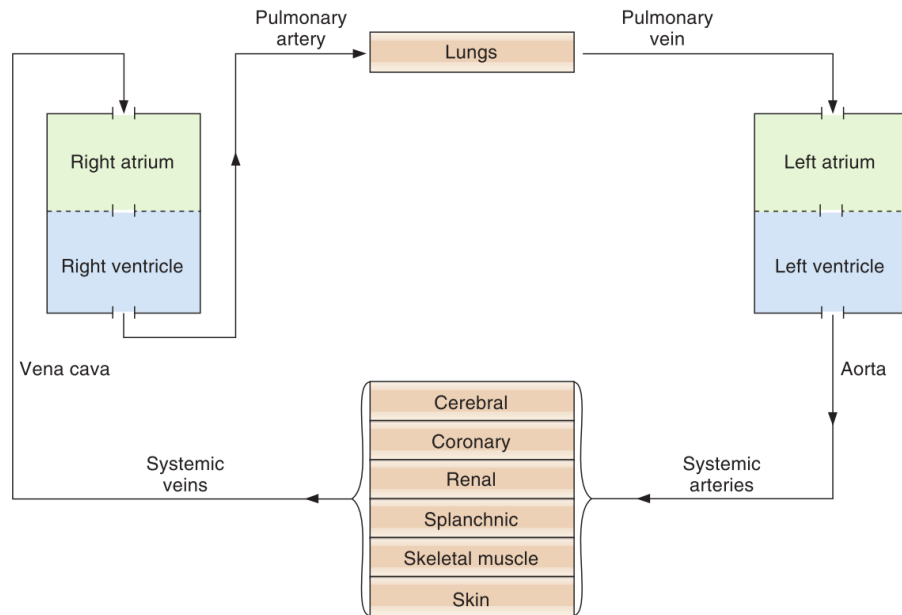 Pulmonary
artery
Lungs
Pulmonary
vein
Right atrium
Left atrium
Right ventricle
Left ventricle
Vena cava
Aorta
Cerebral
Coronary
Systemic
veins
Renal
Systemic
arteries
Splanchnic
Skeletal muscle
Skin